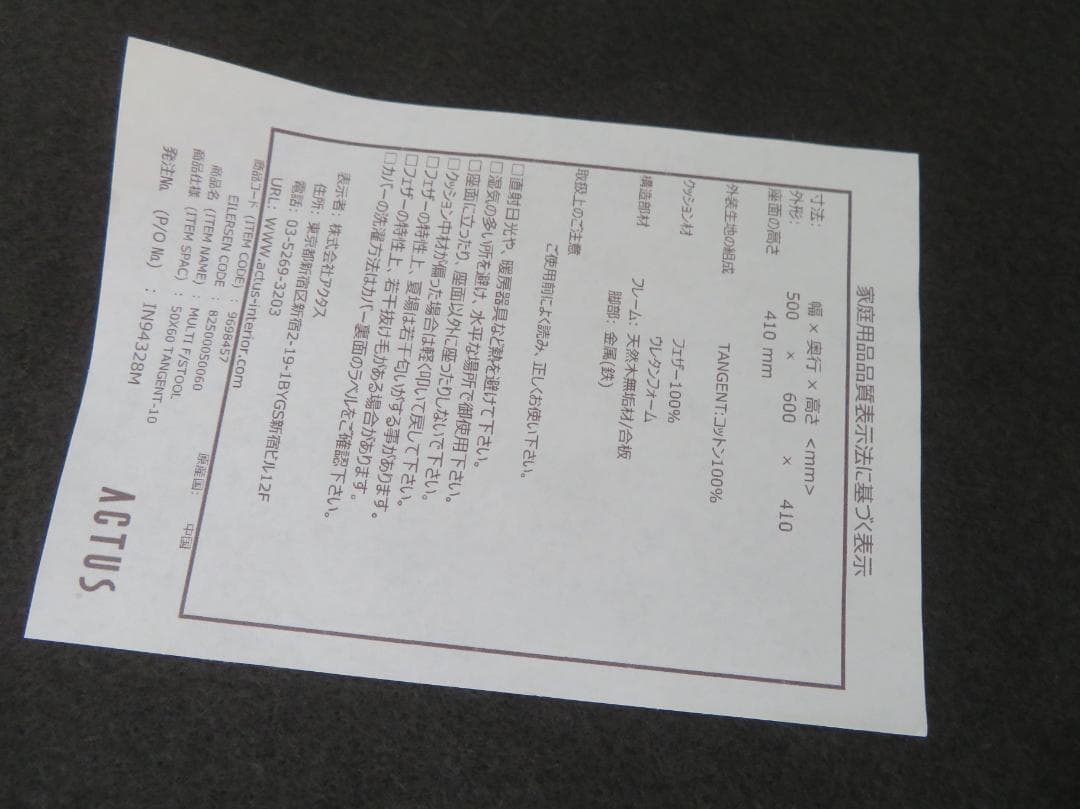 家庭用品品質表示法に基づく表示
寸法: 幅 × 奥行 × 高さ <mm>
外形: 500 × 600 × 410
座面の高さ 410 mm
外装生地の組成 TANGENT:コットン100%
クッション材 フェザー100%
ウレタンフォーム
構造部材 フレーム: 天然木無垢材/合板
脚部: 金属(鉄)
取扱上のご注意
ご使用前によく読み、正しくお使い下さい。
□直射日光や、暖房器具など熱を避けて下さい。
□湿気の多い所を避け、水平な場所で御使用下さい。
□座面に立ったり、座面以外に座ったりしないで下さい。
□クッション中材が偏った場合は軽く叩いて戻して下さい。
□フェザーの特性上、夏場は若干匂いがする事があります。
□フェザーの特性上、若干抜け毛がある場合があります。
□カバーの洗濯方法はカバー裏面のラベルをご確認下さい。
表示者: 株式会社アクタス
住所: 東京都新宿区新宿2-19-1BYGS新宿ビル12F
電話: 03-5269-3203
URL: WWW.actus-interior.com
商品コード (ITEM CODE) : 9698457 原産国: 中国
EILERSEN CODE : 82500050060
商品名 (ITEM NAME) : MULTI F/STOOL
商品仕様 (ITEM SPAC) : 50X60 TANGENT-10
発注No. (P/O No.) : IN94328M
ACTUS